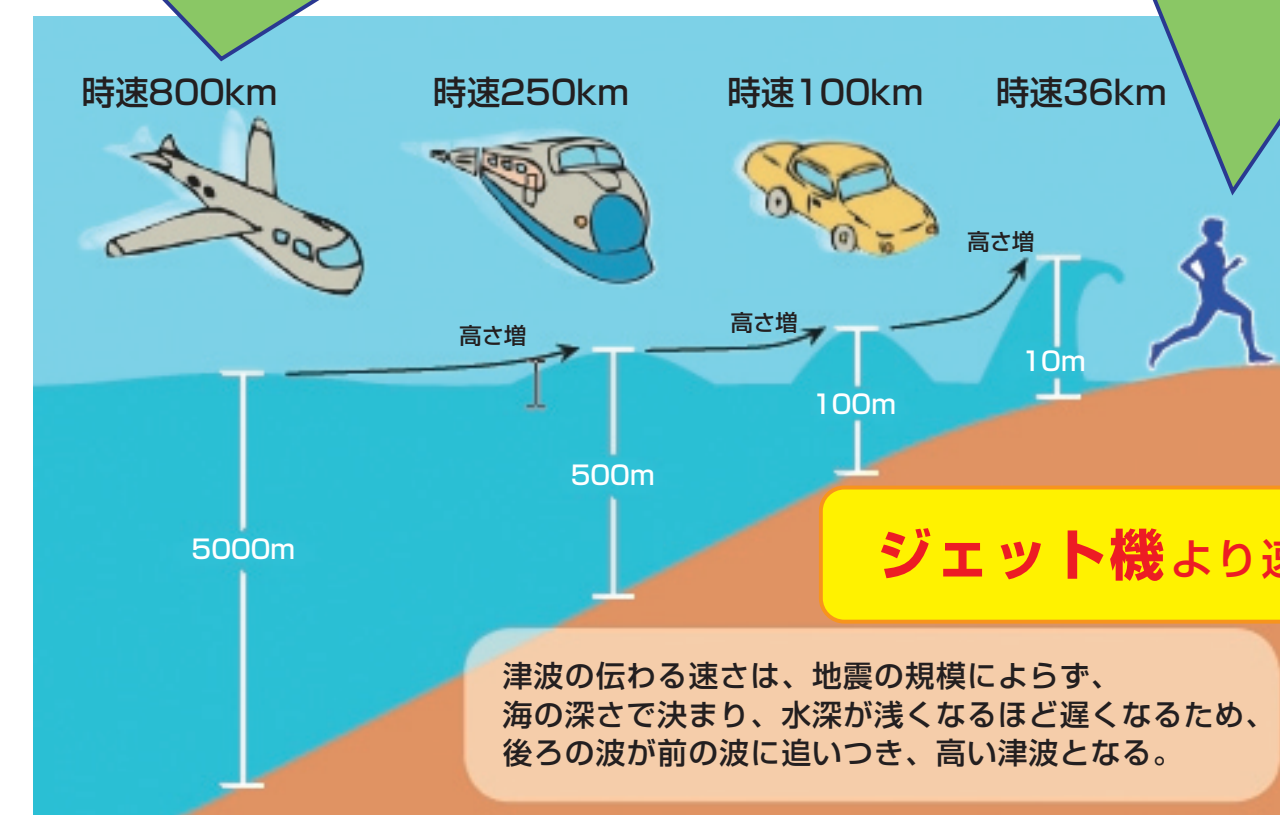 時速800km
時速250km
時速100km
時速36km
高さ増
高さ増
高さ増
10m
100m
500m
5000m
ジェット機より速
津波の伝わる速さは、地震の規模によらず、
海の深さで決まり、水深が浅くなるほど遅くなるため、
後ろの波が前の波に追いつき、高い津波となる。